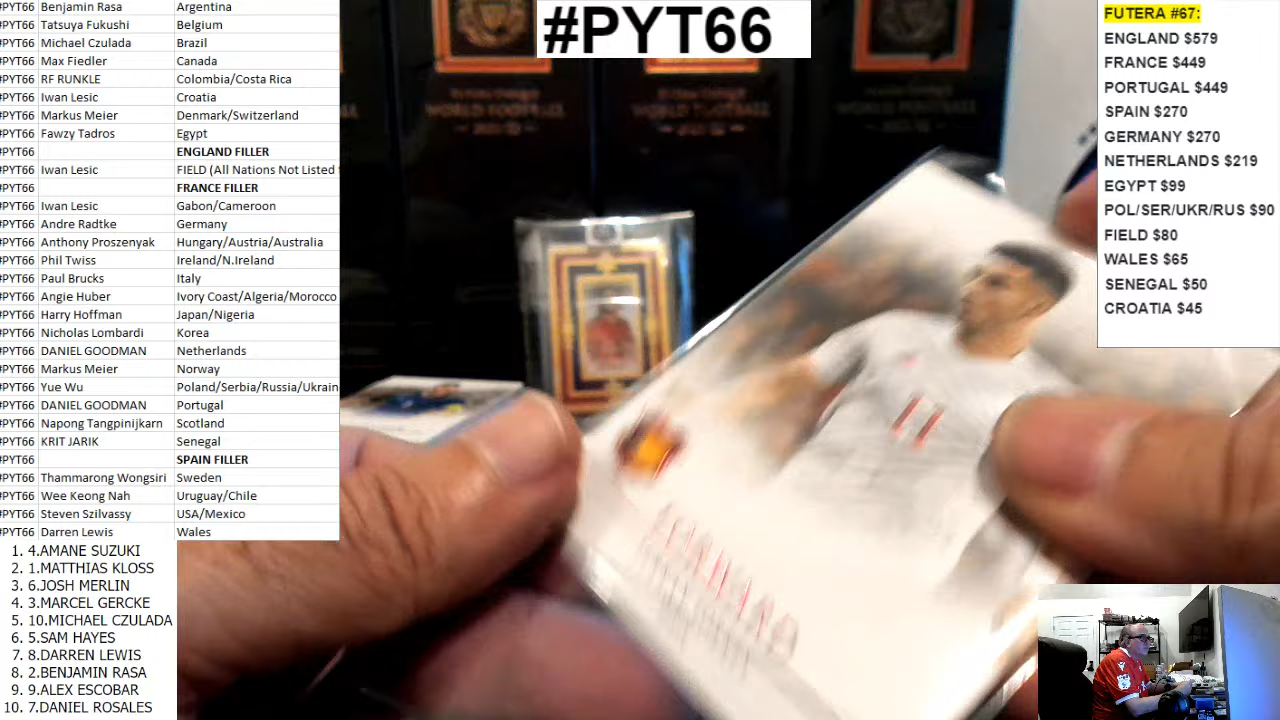 #PYT66 Benjamin Rasa Argentina
#PYT66 Tatsuya Fukushi Belgium
#PYT66 Michael Czulada Brazil
#PYT66 Max Fiedler Canada
#PYT66 RF RUNKLE Colombia/Costa Rica
#PYT66 Iwan Lesic Croatia
#PYT66 Markus Meier Denmark/Switzerland
#PYT66 Fawzy Tadros Egypt
#PYT66 ENGLAND FILLER
#PYT66 Iwan Lesic FIELD (All Nations Not Listed
#PYT66 FRANCE FILLER
#PYT66 Iwan Lesic Gabon/Cameroon
#PYT66 Andre Radtke Germany
#PYT66 Anthony Proszenyak Hungary/Austria/Australia
#PYT66 Phil Twiss Ireland/N.Ireland
#PYT66 Paul Brucks Italy
#PYT66 Angie Huber Ivory Coast/Algeria/Morocco
#PYT66 Harry Hoffman Japan/Nigeria
#PYT66 Nicholas Lombardi Korea
#PYT66 DANIEL GOODMAN Netherlands
#PYT66 Markus Meier Norway
#PYT66 Yue Wu Poland/Serbia/Russia/Ukrain
#PYT66 DANIEL GOODMAN Portugal
#PYT66 Napong Tangpinijkarn Scotland
#PYT66 KRIT JARIK Senegal
#PYT66 SPAIN FILLER
#PYT66 Thammarong Wongsiri Sweden
#PYT66 Wee Keong Nah Uruguay/Chile
#PYT66 Steven Szilvassy USA/Mexico
#PYT66 Darren Lewis Wales
1. 4.AMANE SUZUKI
2. 1.MATTHIAS KLOSS
3. 6.JOSH MERLIN
4. 3.MARCEL GERCKE
5. 10.MICHAEL CZULADA
6. 5.SAM HAYES
7. 8.DARREN LEWIS
8. 2.BENJAMIN RASA
9. 9.ALEX ESCOBAR
10. 7.DANIEL ROSALES
#PYT66
WORLD FOOTBALL
WORLD FOOTBALL
WORLD FOOTBALL
11
FUTERA #67:
ENGLAND $579
FRANCE $449
PORTUGAL $449
SPAIN $270
GERMANY $270
NETHERLANDS $219
EGYPT $99
POL/SER/UKR/RUS $90
FIELD $80
WALES $65
SENEGAL $50
CROATIA $45